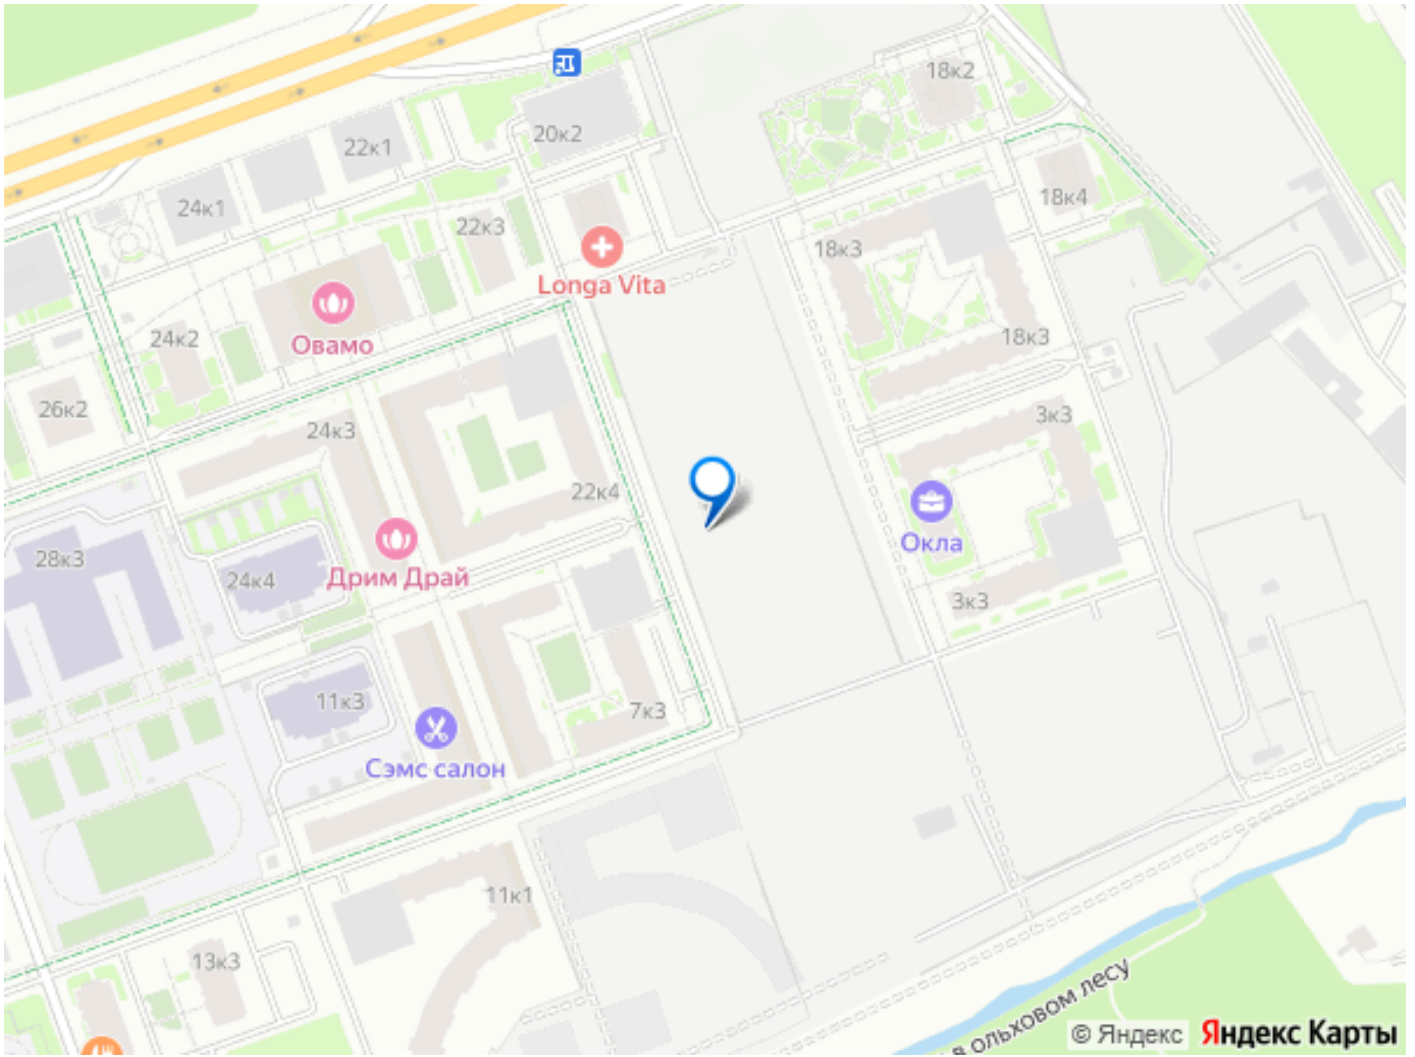 18к2
20к2
22к1
18к4
24к1
22к3
18к3
Longa Vita
24к2
Овамо
18к3
26к2
24к3
3к3
22к4
Окла
28к3
24к4
Дрим Драй
3к3
11к3
7к3
Сэмс салон
11к1
13к3
в ольховом лесу
© Яндекс
Яндекс Карты